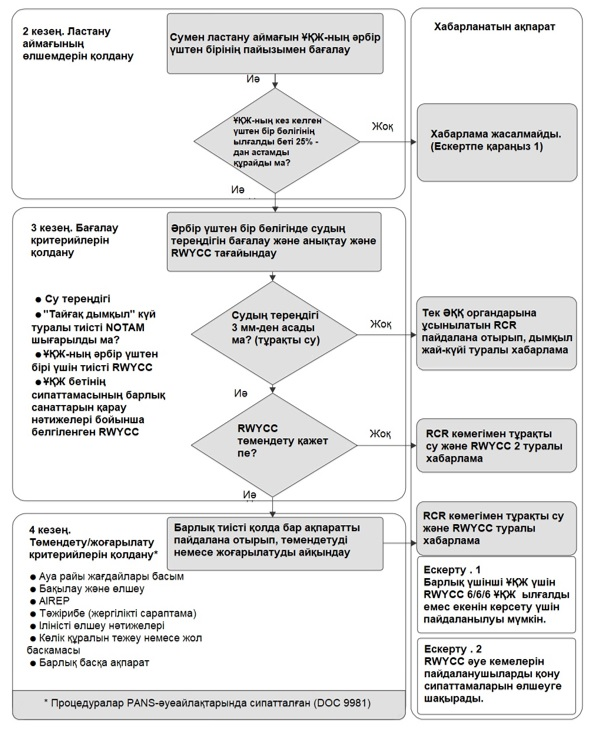 2 кезең. Ластану
аймағының
өлшемдерін қолдану
Сумен ластану аймағын ҰҚЖ-ның әрбір
үштен бірінің пайызымен бағалау
Иә
ҰҚЖ-ның кез келген
үштен бір бөлігінің
ылғалды беті 25% -
дан астамды
құрайды ма?
Жоқ
Иә
Хабарланатын ақпарат
Хабарлама жасалмайды.
(Ескертпе қараңыз 1)
3 кезең. Бағалау
критерийлерін
қолдану
Әрбір үштен бір бөлігінде судың
тереңдігін бағалау және анықтау және
RWYCC тағайындау
● Су тереңдігі
● "Тайғақ дымқыл" күй
туралы тиісті NOTAM
шығарылды ма?
● ҰҚЖ-ның әрбір үштен
бірі үшін тиісті RWYCC
● ҰҚЖ бетінің
сипаттамасының барлық
санаттарын қарау
нәтижелері бойынша
белгіленген RWYCC
Судың тереңдігі
3 мм-ден асады
ма? (тұрақты су)
Жоқ
Иә
Тек ӘҚҚ органдарына
ұсынылатын RCR
пайдалана отырып, дымқыл
жай-күйі туралы хабарлама
RWYCC
төмендету қажет
пе?
Жоқ
Иә
RCR көмегімен тұрақты
су және RWYCC 2 туралы
хабарлама
4 кезең.
Төмендету/жоғарылату
критерийлерін қолдану*
Барлық тиісті қолда бар ақпаратты
пайдалана отырып, төмендетуді
немесе жоғарылатуды айқындау
RCR көмегімен тұрақты су
және RWYCC туралы
хабарлама
● Ауа райы жағдайлары басым
● Бақылау және өлшеу
● AIREP
● Тәжірибе (жергілікті сараптама)
● Іліністі өлшеу нәтижелері
● Көлік құралын тежеу немесе жол
баскамасы
● Барлық басқа ақпарат
Ескерту . 1
Барлық үшінші ҰҚЖ үшін
RWYCC 6/6/6 ҰҚЖ ылғалды
емес екенін көрсету үшін
пайдаланылуы мүмкін.
Ескерту . 2
RWYCC әуе кемелерін
пайдаланушыларды қону
сипаттамаларын өлшеуге
шақырады.
* Процедуралар PANS-әуеайлақтарында сипатталған (DOC 9981)